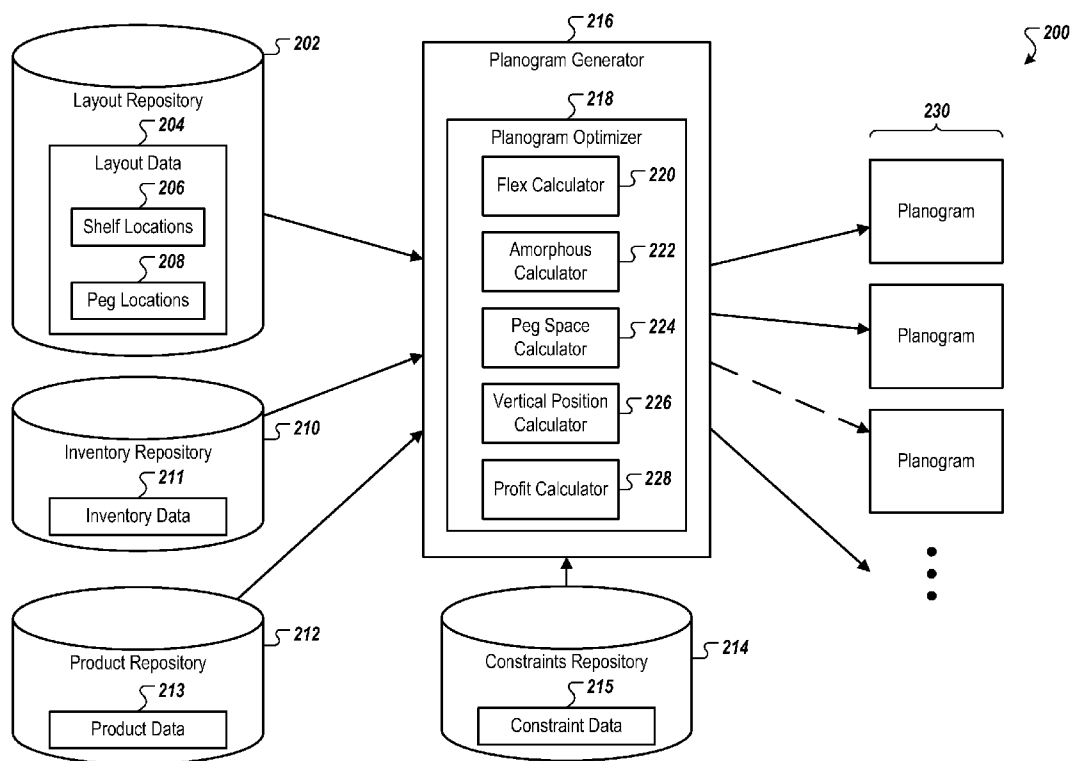 200
202
Layout Repository
204
Layout Data
206
Shelf Locations
208
Peg Locations
210
Inventory Repository
211
Inventory Data
212
Product Repository
213
Product Data
216
Planogram Generator
218
Planogram Optimizer
Flex Calculator
220
Amorphous
Calculator
222
Peg Space
Calculator
224
Vertical Position
Calculator
226
Profit Calculator
228
214
Constraints Repository
215
Constraint Data
230
Planogram
Planogram
Planogram